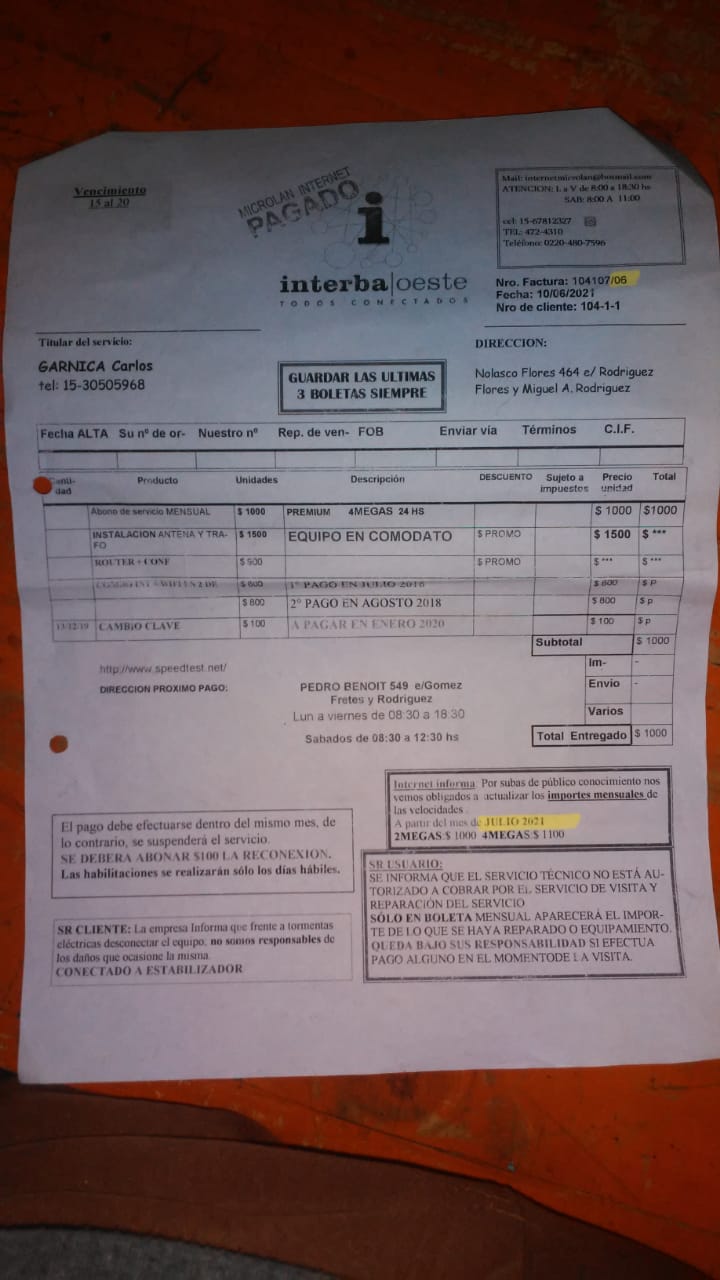 Vencimiento
15 al 20
MICROLAN INTERNET
PAGADO
i
interba|oeste
TODOS CONECTADOS
Mail: internetmicrolan@hotmail.com
ATENCION: L a V de 8:00 a 18:30 hs
SAB: 8:00 A 11:00
cel: 15-67812327
TEL: 472-4310
Teléfono: 0220-480-7596
Nro. Factura: 104107/06
Fecha: 10/06/2021
Nro de cliente: 104-1-1
Titular del servicio:
GARNICA Carlos
tel: 15-30505968
GUARDAR LAS ULTIMAS
3 BOLETAS SIEMPRE
DIRECCION:
Nolasco Flores 464 e/ Rodriguez
Flores y Miguel A. Rodriguez
Fecha ALTA Su nº de or- Nuestro nº Rep. de ven- FOB Enviar vía Términos C.I.F.
Canti-dad Producto Unidades Descripción DESCUENTO Sujeto a impuestos Precio unidad Total
Abono de servicio MENSUAL $ 1000 PREMIUM 4MEGAS 24 HS $ 1000 $1000
INSTALACION ANTENA Y TRA-FO $ 1500 EQUIPO EN COMODATO $ PROMO $ 1500 $ ***
ROUTER + CONF $ 900 $ PROMO $ *** $ ***
$ 800 1º PAGO EN JULIO 2018 $ 800 $ p
$ 800 2º PAGO EN AGOSTO 2018 $ 800 $ p
13/12/19 CAMBIO CLAVE $ 100 A PAGAR EN ENERO 2020 $ 100 $ p
Subtotal $ 1000
Im- -
Envio -
Varios
Total Entregado $ 1000
http://www.speedtest.net/
DIRECCION PROXIMO PAGO:
PEDRO BENOIT 549 e/Gomez
Fretes y Rodriguez
Lun a viernes de 08:30 a 18:30
Sabados de 08:30 a 12:30 hs
Internet informa: Por subas de público conocimiento nos
vemos obligados a actualizar los importes mensuales de
las velocidades .
A partir del mes de JULIO 2021
2MEGAS $ 1000 4MEGAS $ 1100
El pago debe efectuarse dentro del mismo mes, de
lo contrario, se suspenderá el servicio.
SE DEBERA ABONAR $100 LA RECONEXION.
Las habilitaciones se realizarán sólo los días hábiles.
SR USUARIO:
SE INFORMA QUE EL SERVICIO TÉCNICO NO ESTÁ AU-
TORIZADO A COBRAR POR EL SERVICIO DE VISITA Y
REPARACIÓN DEL SERVICIO
SÓLO EN BOLETA MENSUAL APARECERÁ EL IMPOR-
TE DE LO QUE SE HAYA REPARADO O EQUIPAMIENTO.
QUEDA BAJO SUS RESPONSABILIDAD SI EFECTUA
PAGO ALGUNO EN EL MOMENTODE LA VISITA.
SR CLIENTE: La empresa Informa que frente a tormentas
eléctricas desconectar el equipo, no somos responsables de
los daños que ocasione la misma.
CONECTADO A ESTABILIZADOR